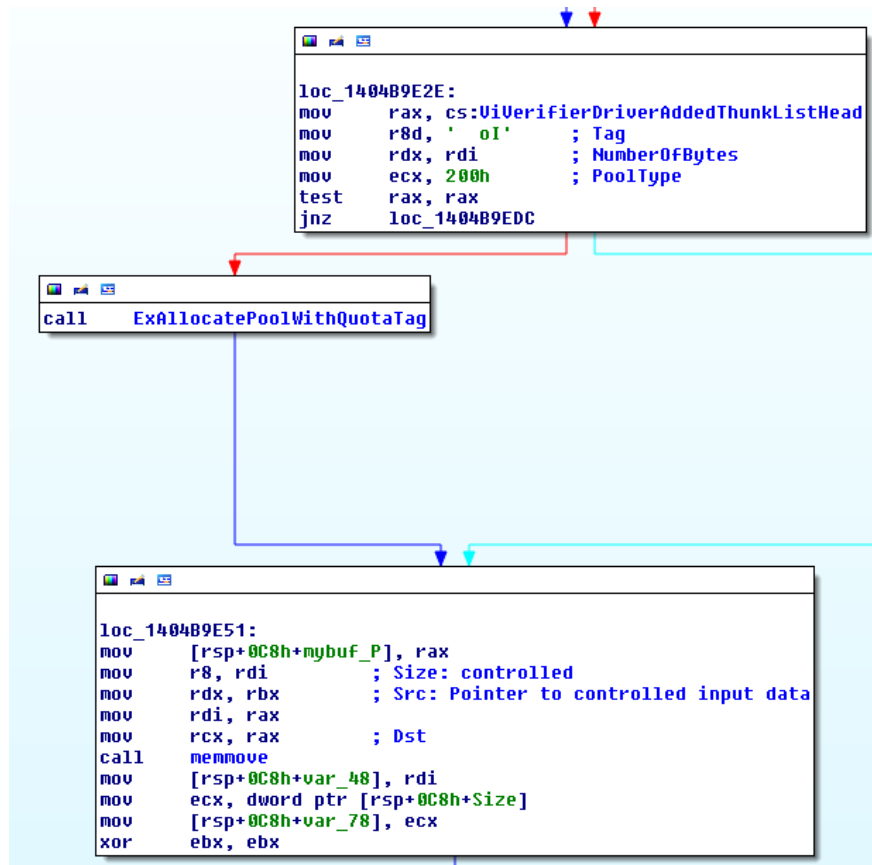 loc_1404B9E2E:
mov rax, cs:ViVerifierDriverAddedThunkListHead
mov r8d, '  oI' ; Tag
mov rdx, rdi ; NumberOfBytes
mov ecx, 200h ; PoolType
test rax, rax
jnz loc_1404B9EDC
call ExAllocatePoolWithQuotaTag
loc_1404B9E51:
mov [rsp+0C8h+mybuf_P], rax
mov r8, rdi ; Size: controlled
mov rdx, rbx ; Src: Pointer to controlled input data
mov rdi, rax
mov rcx, rax ; Dst
call memmove
mov [rsp+0C8h+var_48], rdi
mov ecx, dword ptr [rsp+0C8h+Size]
mov [rsp+0C8h+var_78], ecx
xor ebx, ebx